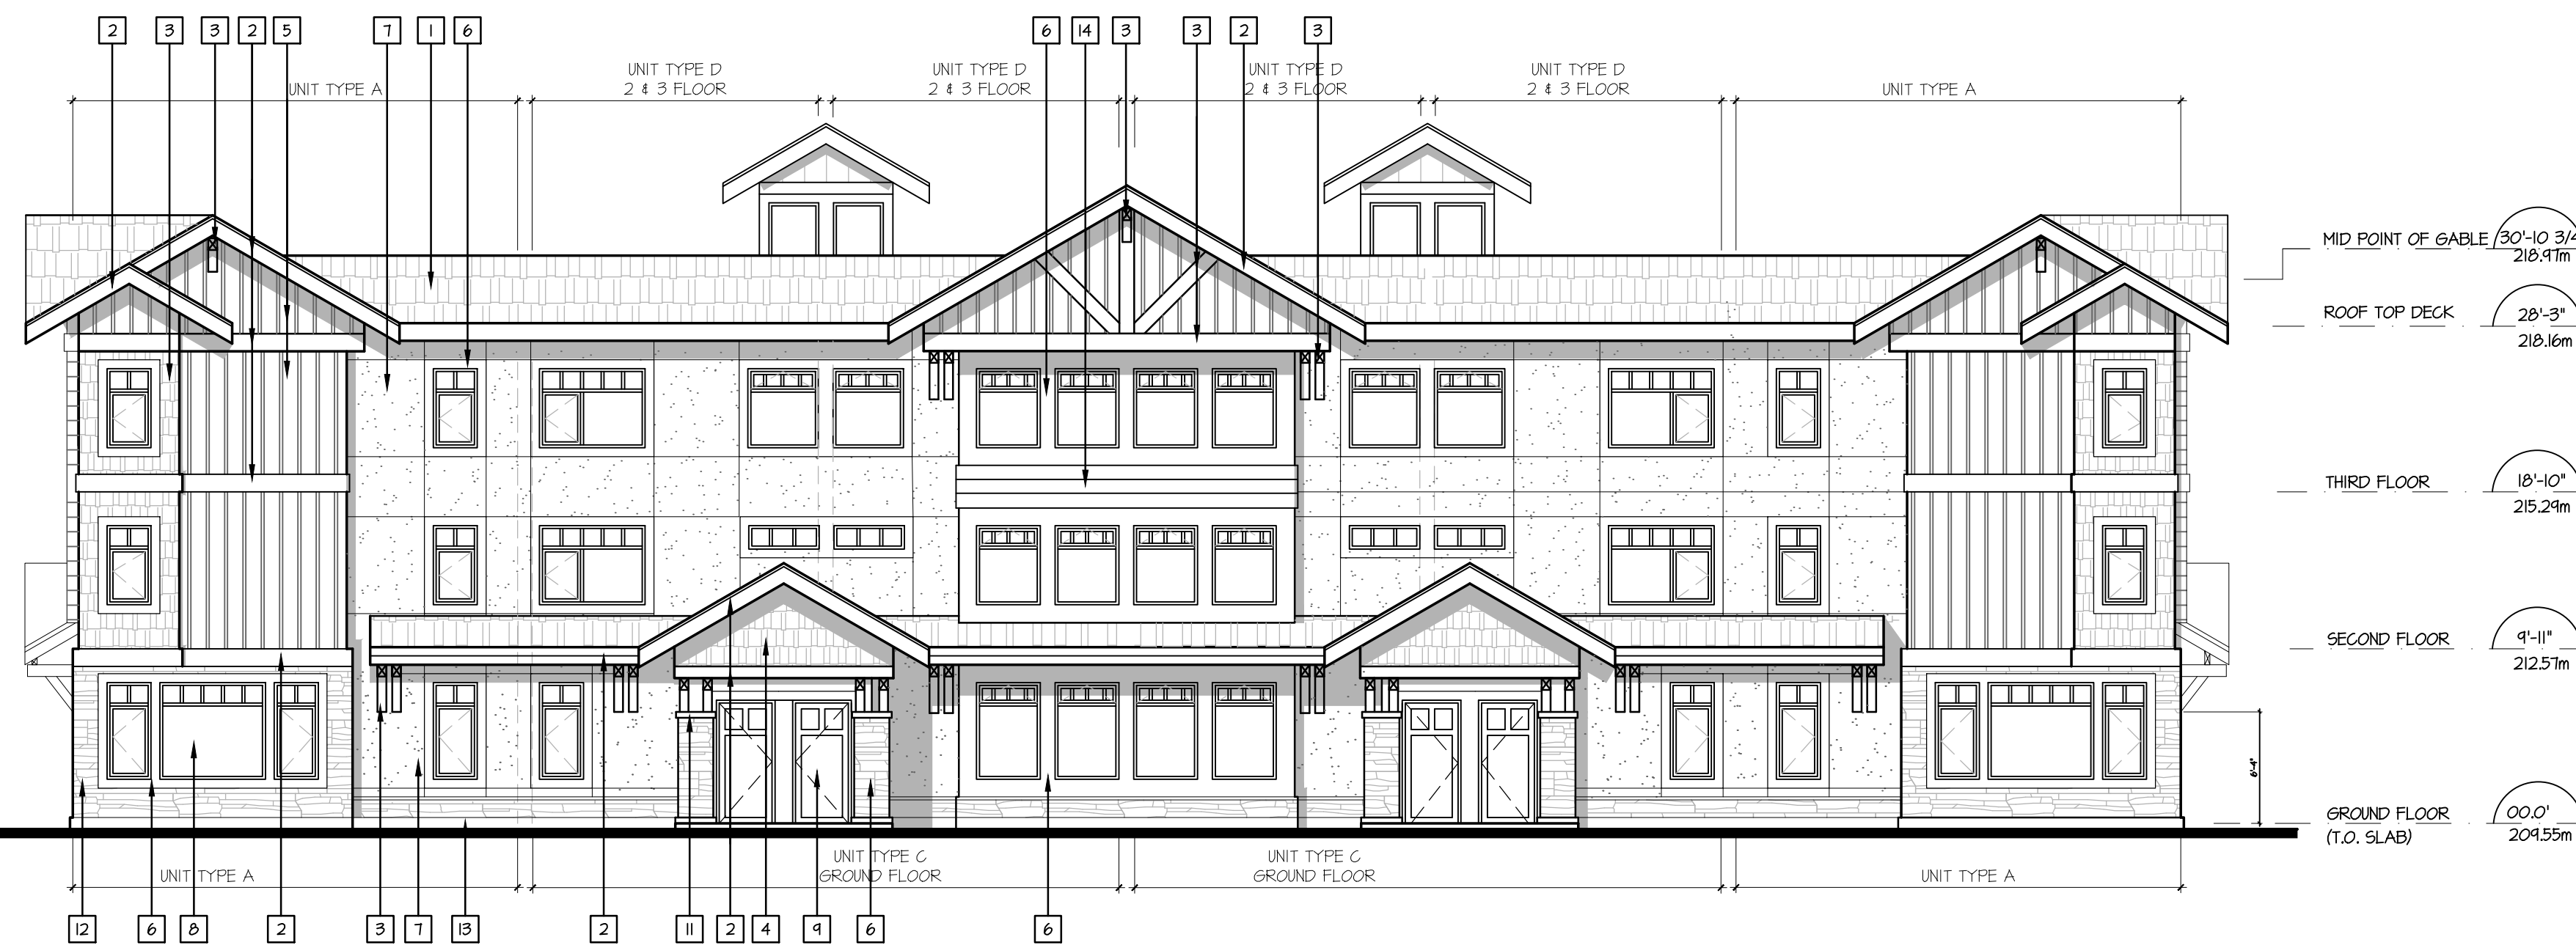 2 3 3 2 5 7 1 6 6 14 3 3 2 3
UNIT TYPE A
UNIT TYPE D
2 & 3 FLOOR
UNIT TYPE D
2 & 3 FLOOR
UNIT TYPE D
2 & 3 FLOOR
UNIT TYPE D
2 & 3 FLOOR
UNIT TYPE A
MID POINT OF GABLE 30'-10 3/4
218.97m
ROOF TOP DECK 28'-3"
218.16m
THIRD FLOOR 18'-10"
215.29m
SECOND FLOOR 9'-11"
212.57m
6'-4"
GROUND FLOOR 00.0'
(T.O. SLAB) 209.55m
UNIT TYPE A
UNIT TYPE C
GROUND FLOOR
UNIT TYPE C
GROUND FLOOR
UNIT TYPE A
12 6 8 2 3 7 13 2 11 2 4 9 6 6